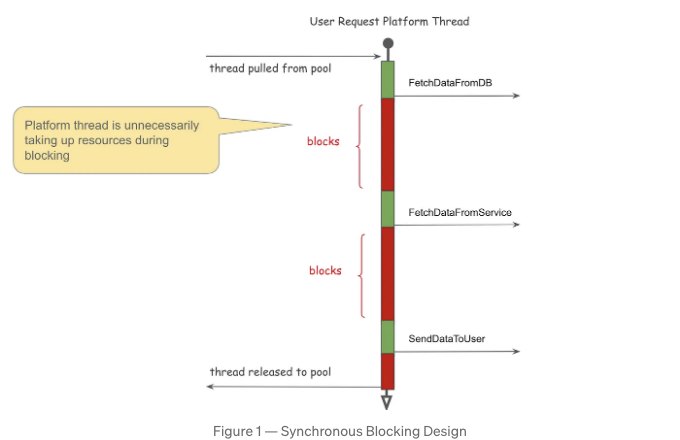 User Request Platform Thread
thread pulled from pool
FetchDataFromDB
Platform thread is unnecessarily
taking up resources during
blocking
blocks
FetchDataFromService
blocks
SendDataToUser
thread released to pool
Figure 1 — Synchronous Blocking Design